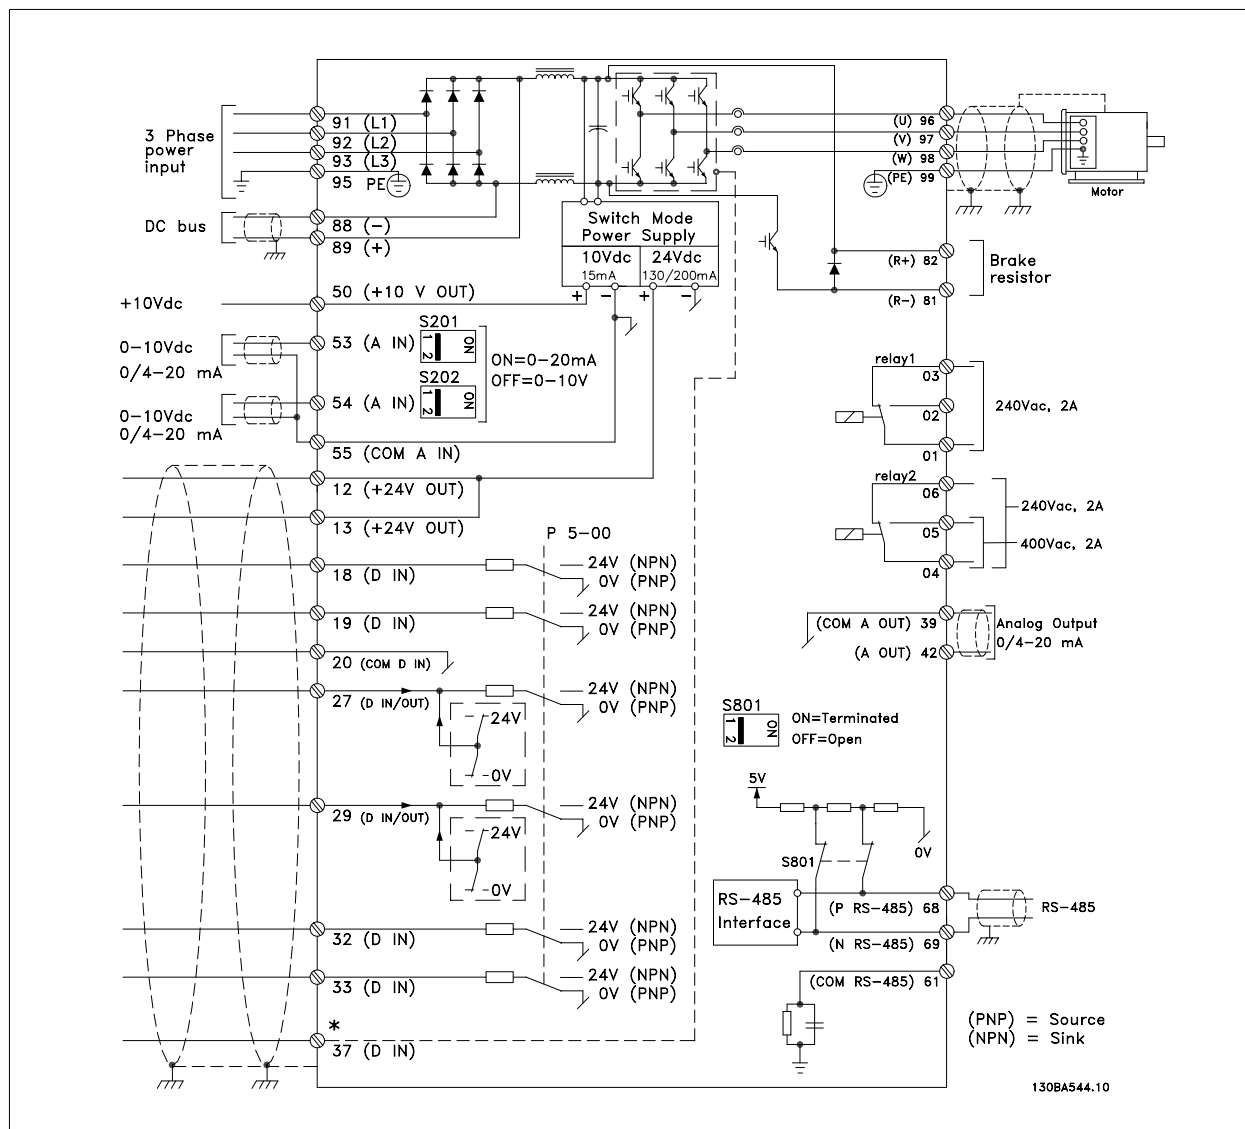 3 Phase
power
input
91 (L1)
92 (L2)
93 (L3)
95 PE
DC bus
88 (-)
89 (+)
+10Vdc
50 (+10 V OUT)
0-10Vdc
0/4-20 mA
53 (A IN)
0-10Vdc
0/4-20 mA
54 (A IN)
55 (COM A IN)
12 (+24V OUT)
13 (+24V OUT)
18 (D IN)
19 (D IN)
20 (COM D IN)
27 (D IN/OUT)
24V
0V
29 (D IN/OUT)
24V
0V
32 (D IN)
33 (D IN)
*
37 (D IN)
S201
1 2 ON
S202
1 2 ON
ON=0-20mA
OFF=0-10V
Switch Mode
Power Supply
10Vdc
15mA
24Vdc
130/200mA
+ - + -
P 5-00
24V (NPN)
0V (PNP)
24V (NPN)
0V (PNP)
24V (NPN)
0V (PNP)
24V (NPN)
0V (PNP)
24V (NPN)
0V (PNP)
24V (NPN)
0V (PNP)
(U) 96
(V) 97
(W) 98
(PE) 99
Motor
(R+) 82
(R-) 81
Brake
resistor
relay1
03
02
01
240Vac, 2A
relay2
06
05
04
240Vac, 2A
400Vac, 2A
(COM A OUT) 39
(A OUT) 42
Analog Output
0/4-20 mA
S801
1 2 ON
ON=Terminated
OFF=Open
5V
0V
S801
RS-485
Interface
(P RS-485) 68
(N RS-485) 69
RS-485
(COM RS-485) 61
(PNP) = Source
(NPN) = Sink
130BA544.10